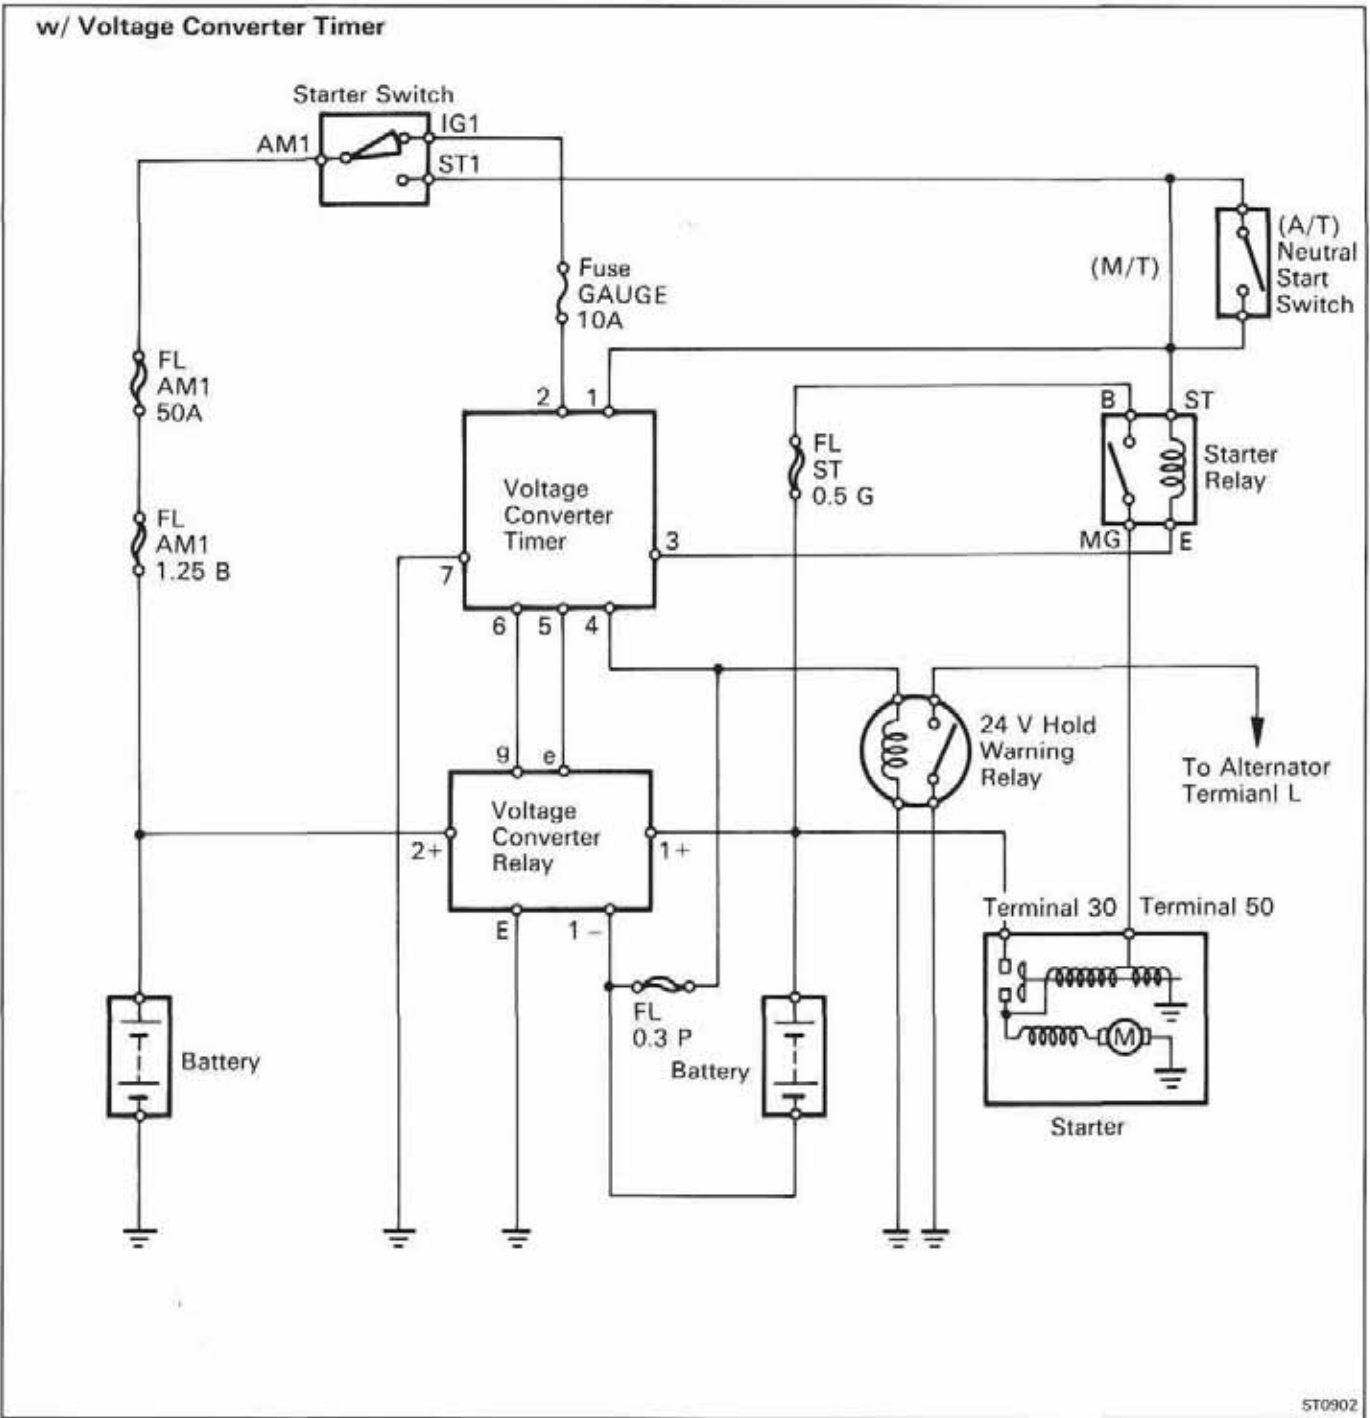 w/ Voltage Converter Timer
Starter Switch
AM1
IG1
ST1
(A/T)
Neutral
Start
Switch
(M/T)
Fuse
GAUGE
10A
FL
AM1
50A
2
1
B
ST
FL
ST
0.5 G
Starter
Relay
Voltage
Converter
Timer
FL
AM1
1.25 B
3
MG
E
7
6
5
4
24 V Hold
Warning
Relay
9
e
To Alternator
Termianl L
Voltage
Converter
Relay
2+
1+
E
1−
Terminal 30
Terminal 50
FL
0.3 P
Battery
Battery
M
Starter
ST0902